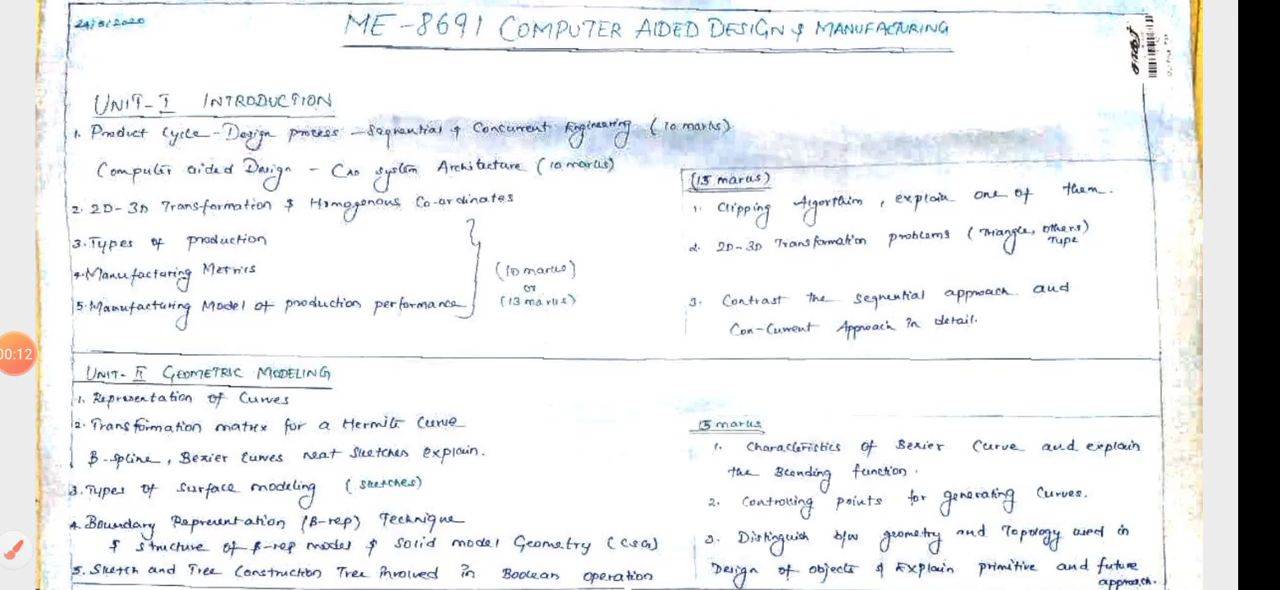 24/8/2020
ME-8691 COMPUTER AIDED DESIGN & MANUFACTURING
UNIT-I INTRODUCTION
1. Product Cycle - Design process - Sequential & Concurrent Engineering (10 marks)
Computer aided Design - CAD system Architecture (10 marks)
2. 2D-3D Transformation & Homogenous Co-ordinates
3. Types of production
4. Manufacturing Metrics
5. Manufacturing Model of production performance
(10 marks)
or
(13 marks)
(15 marks)
1. Clipping Algorthim, explain one of them.
2. 2D-3D Transformation problems (Triangle, others) Type
3. Contrast the sequential approach and
Con-Current Approach in detail.
UNIT-II GEOMETRIC MODELING
1. Representation of Curves
2. Transformation matrix for a Hermite Curve
B-spline, Bezier curves neat sketches explain.
3. Types of surface modeling (sketches)
4. Boundary Representation (B-rep) Technique
& structure of B-rep model & solid model Geometry (CSG)
5. Sketch and Tree Construction Tree involved in Boolean operation
15 marks
1. Characteristics of Bezier Curve and explain
the Blending function.
2. Controlling points for generating Curves.
3. Distinguish b/w geometry and Topology used in
Design of objects & Explain primitive and future
approach.
00:12